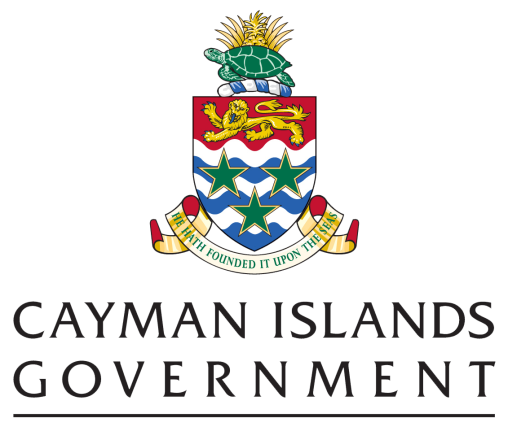 HE HATH FOUNDED IT UPON THE SEAS
CAYMAN ISLANDS
GOVERNMENT